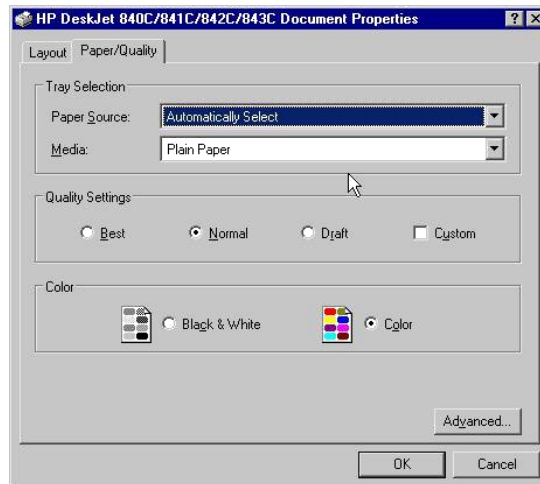 HP DeskJet 840C/841C/842C/843C Document Properties
Layout Paper/Quality
Tray Selection
Paper Source: Automatically Select
Media: Plain Paper
Quality Settings
Best Normal Draft Custom
Color
Black & White Color
Advanced...
OK Cancel